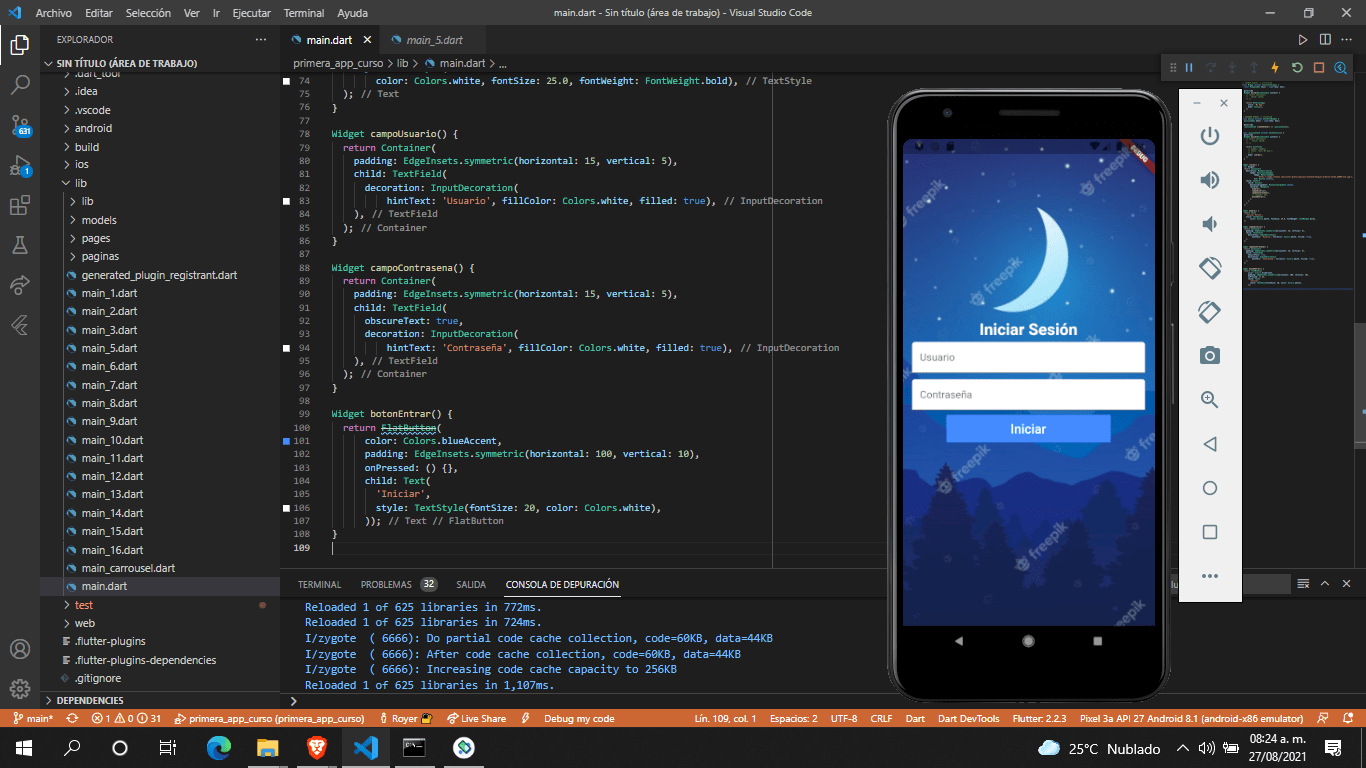 Archivo Editar Selección Ver Ir Ejecutar Terminal Ayuda
main.dart - Sin título (área de trabajo) - Visual Studio Code
EXPLORADOR
SIN TÍTULO (ÁREA DE TRABAJO)
.dart_tool
.idea
.vscode
android
build
ios
lib
lib
models
pages
paginas
generated_plugin_registrant.dart
main_1.dart
main_2.dart
main_3.dart
main_5.dart
main_6.dart
main_7.dart
main_8.dart
main_9.dart
main_10.dart
main_11.dart
main_12.dart
main_13.dart
main_14.dart
main_15.dart
main_16.dart
main_carrousel.dart
main.dart
test
web
.flutter-plugins
.flutter-plugins-dependencies
.gitignore
DEPENDENCIES
631
1
main.dart
main_5.dart
primera_app_curso > lib > main.dart > ...
74 color: Colors.white, fontSize: 25.0, fontWeight: FontWeight.bold), // TextStyle
75 ); // Text
76 }
77
78 Widget campoUsuario() {
79 return Container(
80 padding: EdgeInsets.symmetric(horizontal: 15, vertical: 5),
81 child: TextField(
82 decoration: InputDecoration(
83 hintText: 'Usuario', fillColor: Colors.white, filled: true), // InputDecoration
84 ), // TextField
85 ); // Container
86 }
87
88 Widget campoContrasena() {
89 return Container(
90 padding: EdgeInsets.symmetric(horizontal: 15, vertical: 5),
91 child: TextField(
92 obscureText: true,
93 decoration: InputDecoration(
94 hintText: 'Contraseña', fillColor: Colors.white, filled: true), // InputDecoration
95 ), // TextField
96 ); // Container
97 }
98
99 Widget botonEntrar() {
100 return FlatButton(
101 color: Colors.blueAccent,
102 padding: EdgeInsets.symmetric(horizontal: 100, vertical: 10),
103 onPressed: () {},
104 child: Text(
105 'Iniciar',
106 style: TextStyle(fontSize: 20, color: Colors.white),
107 )); // Text // FlatButton
108 }
109
TERMINAL PROBLEMAS 32 SALIDA CONSOLA DE DEPURACIÓN
Reloaded 1 of 625 libraries in 772ms.
Reloaded 1 of 625 libraries in 724ms.
I/zygote ( 6666): Do partial code cache collection, code=60KB, data=44KB
I/zygote ( 6666): After code cache collection, code=60KB, data=44KB
I/zygote ( 6666): Increasing code cache capacity to 256KB
Reloaded 1 of 625 libraries in 1,107ms.
DEBUG
freepik
freepik
freepik
Iniciar Sesión
Usuario
Contraseña
Iniciar
freepik
freepik
freepik
freepik
main* 1 0 31 primera_app_curso (primera_app_curso) Royer Live Share Debug my code Lín. 109, col. 1 Espacios: 2 UTF-8 CRLF Dart Dart DevTools Flutter: 2.2.3 Pixel 3a API 27 Android 8.1 (android-x86 emulator)
25°C Nublado
08:24 a. m.
27/08/2021